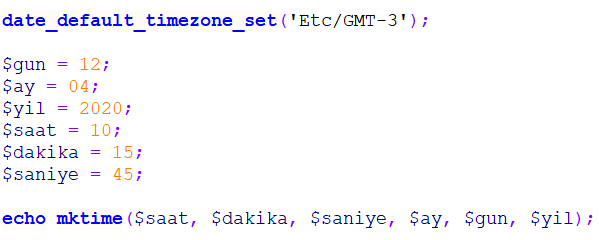 date_default_timezone_set('Etc/GMT-3');
$gun = 12;
$ay = 04;
$yil = 2020;
$saat = 10;
$dakika = 15;
$saniye = 45;
echo mktime($saat, $dakika, $saniye, $ay, $gun, $yil);